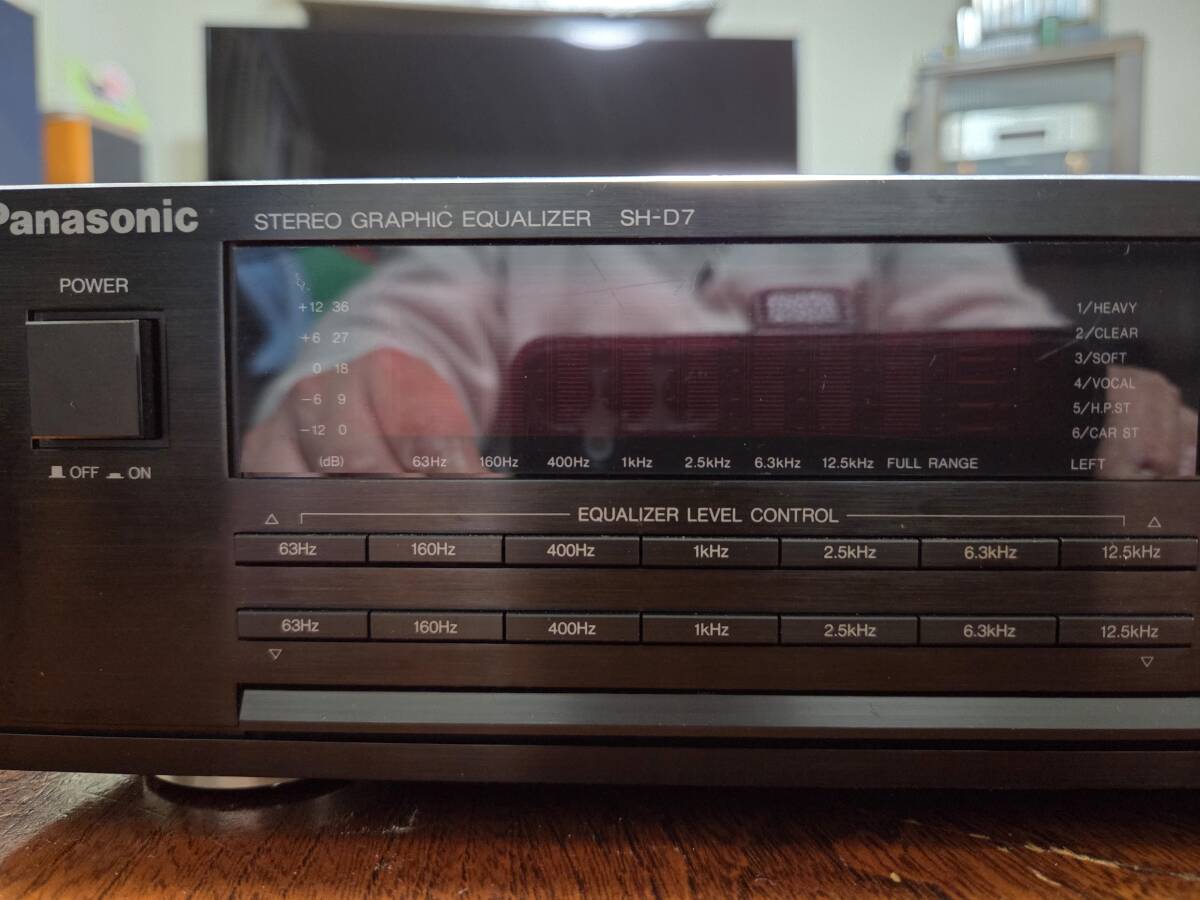 Panasonic
STEREO GRAPHIC EQUALIZER SH-D7
POWER
OFF ON
+12 36
+6 27
0 18
−6 9
−12 0
(dB) 63Hz 160Hz 400Hz 1kHz 2.5kHz 6.3kHz 12.5kHz FULL RANGE
1/HEAVY
2/CLEAR
3/SOFT
4/VOCAL
5/H.P.ST
6/CAR ST
LEFT
EQUALIZER LEVEL CONTROL
63Hz 160Hz 400Hz 1kHz 2.5kHz 6.3kHz 12.5kHz
63Hz 160Hz 400Hz 1kHz 2.5kHz 6.3kHz 12.5kHz